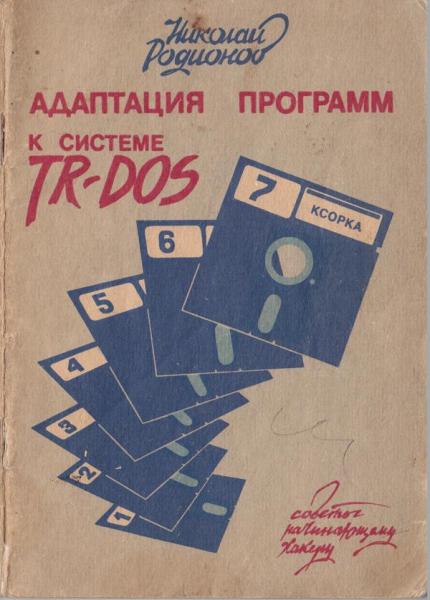 Николай
Родионов
АДАПТАЦИЯ ПРОГРАММ
К СИСТЕМЕ
TR-DOS
7
КСОРКА
6
5
4
3
2
1
советы
начинающему
хакеру